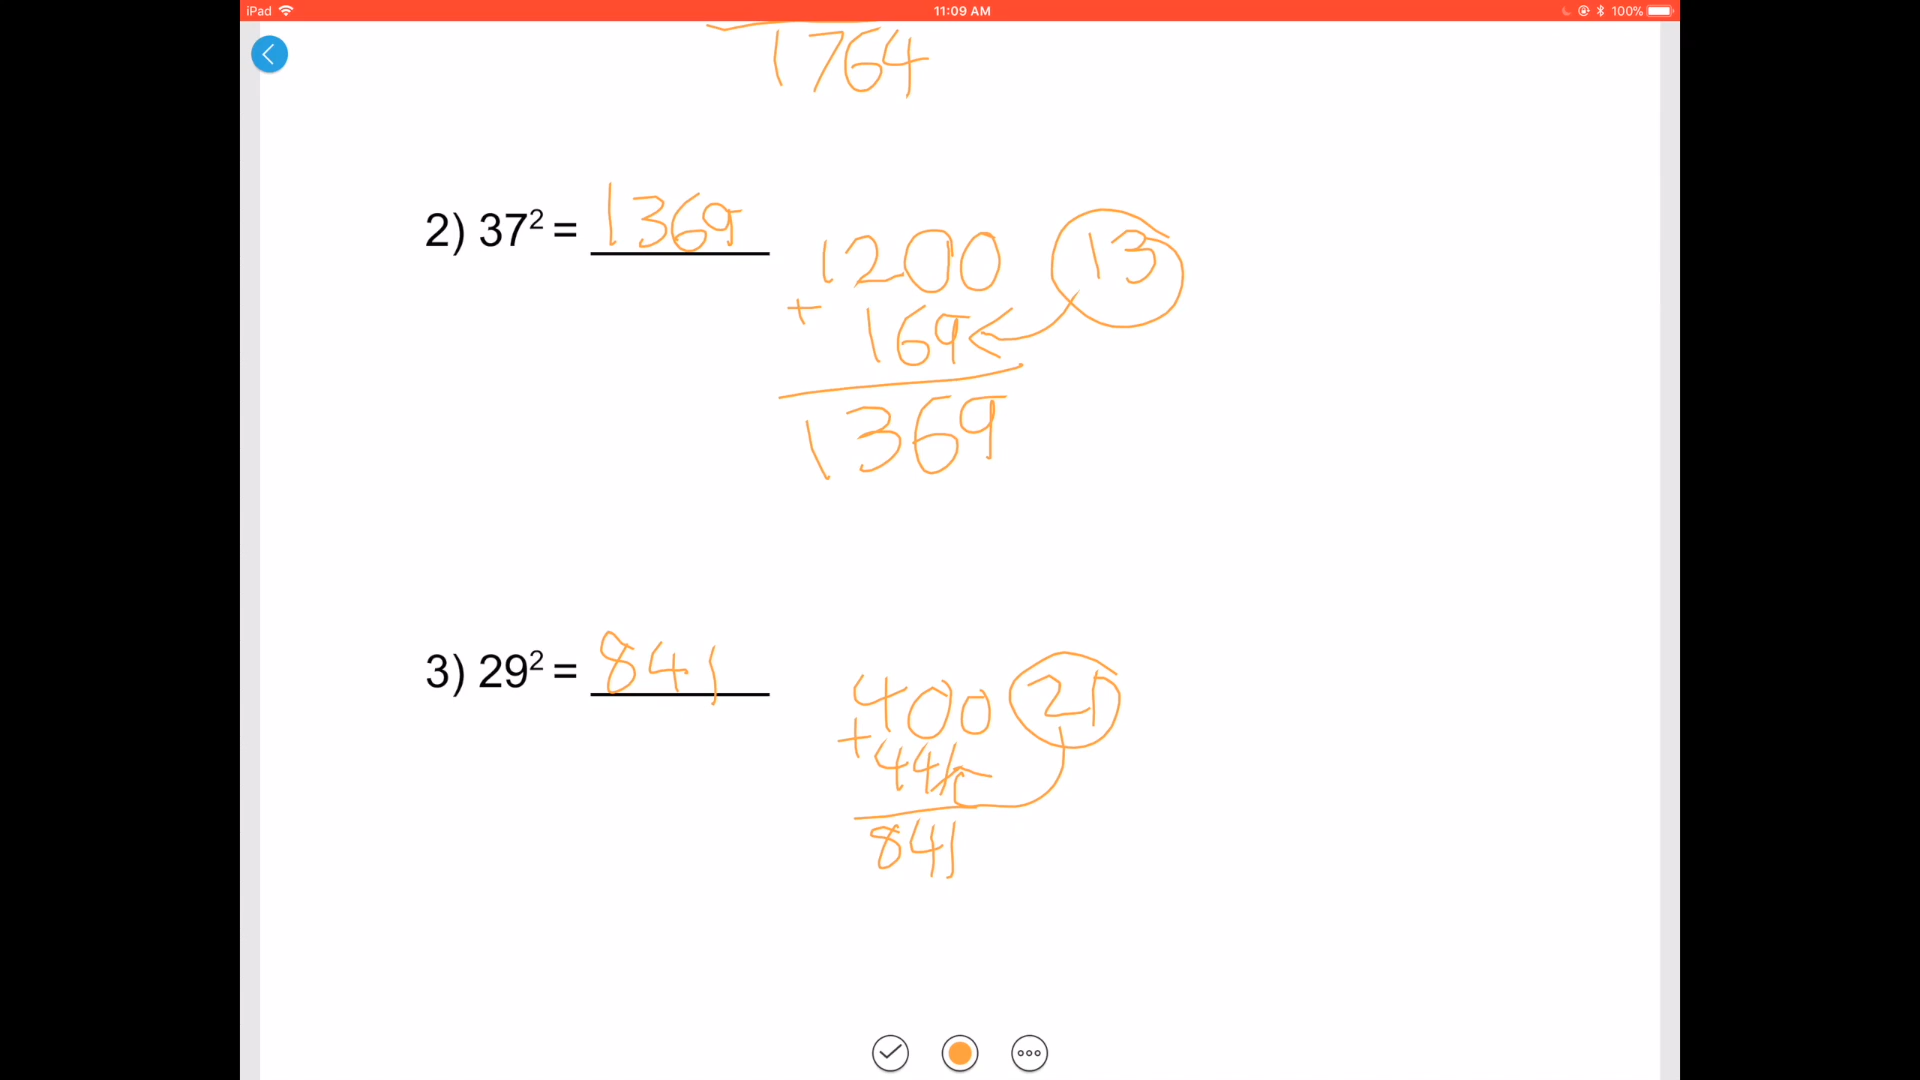 iPad 11:09 AM 100%
1764
2) 37² = 1369
1200 13
+ 169
1369
3) 29² = 841
400 21
+ 441
841